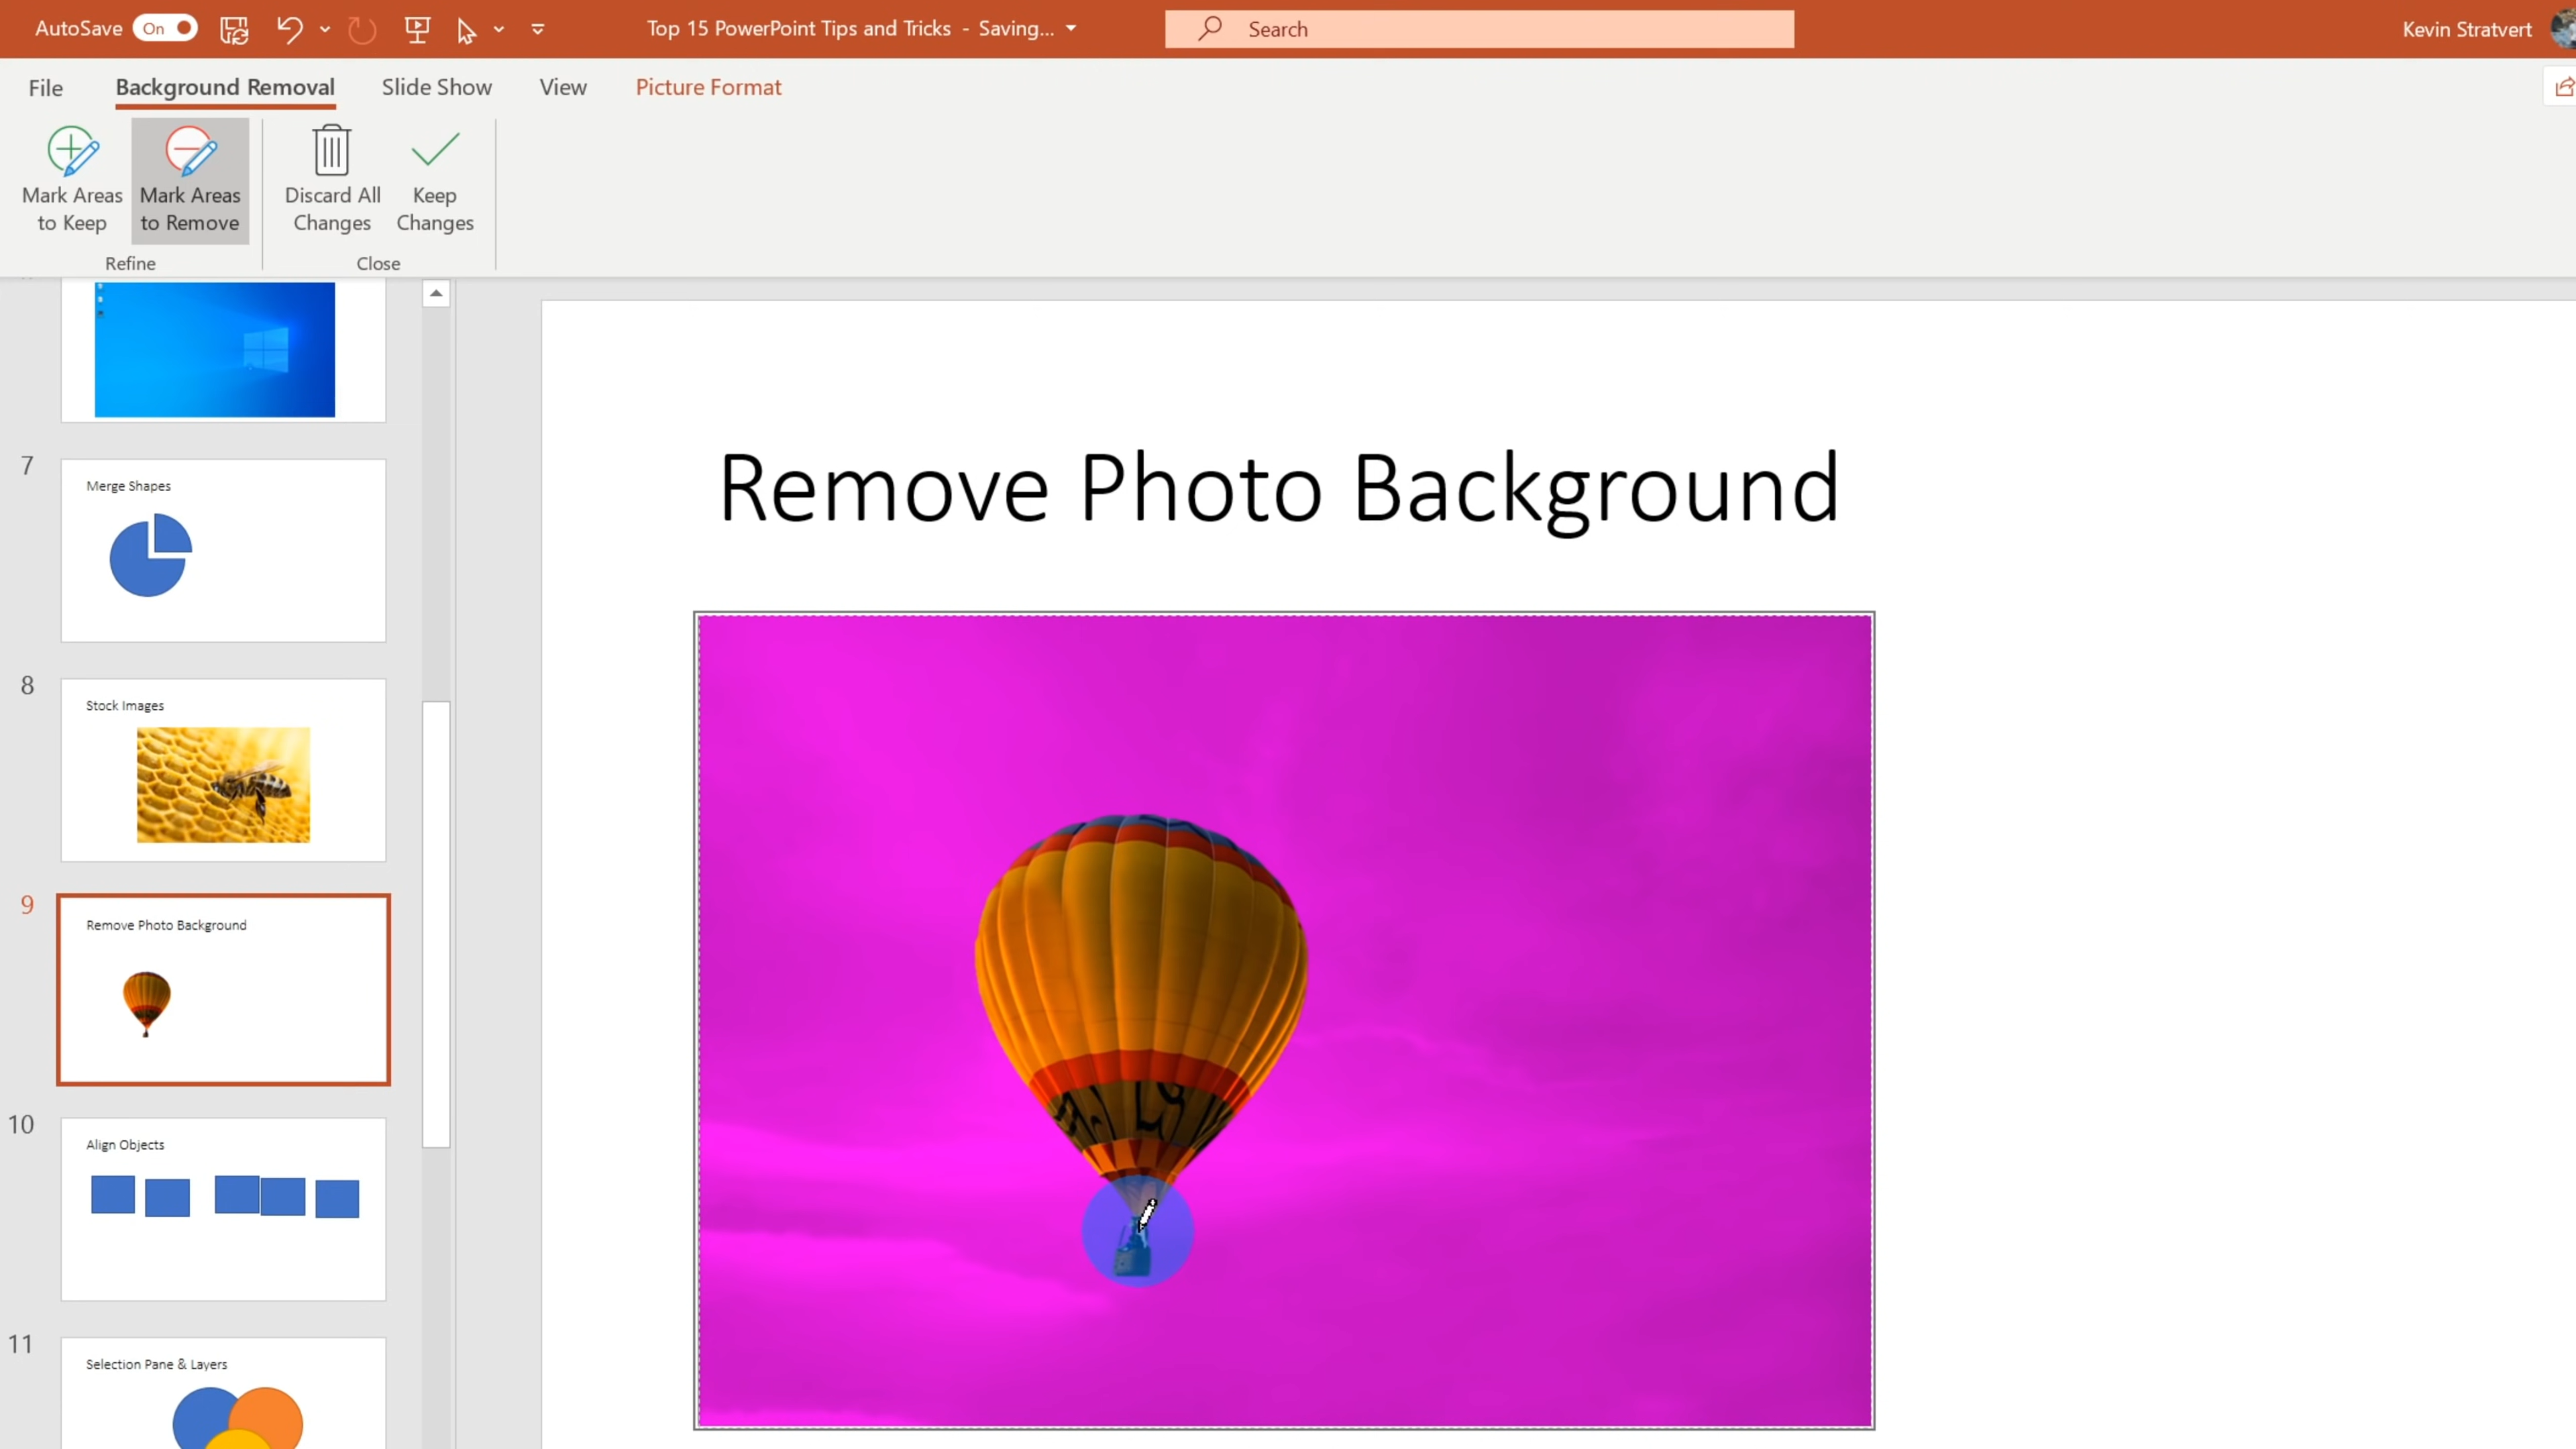 AutoSave On Top 15 PowerPoint Tips and Tricks - Saving... Search Kevin Stratvert
File Background Removal Slide Show View Picture Format
Mark Areas to Keep
Mark Areas to Remove
Discard All Changes
Keep Changes
Refine Close
7
Merge Shapes
8
Stock Images
9
Remove Photo Background
10
Align Objects
11
Selection Pane & Layers
Remove Photo Background